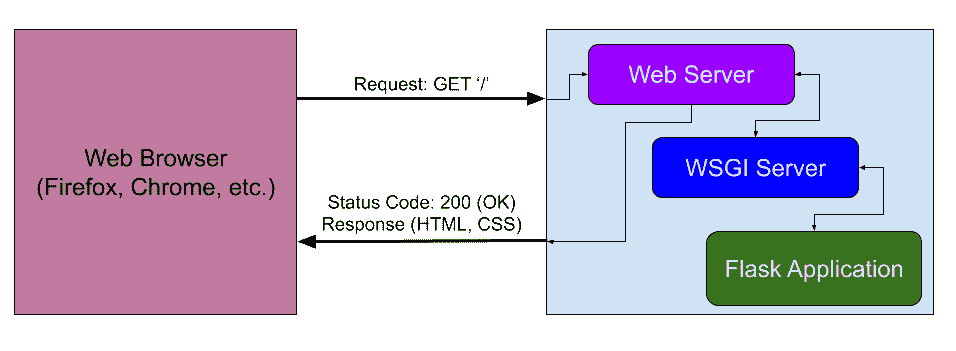 Web Browser
(Firefox, Chrome, etc.)
Request: GET ‘/’
Status Code: 200 (OK)
Response (HTML, CSS)
Web Server
WSGI Server
Flask Application